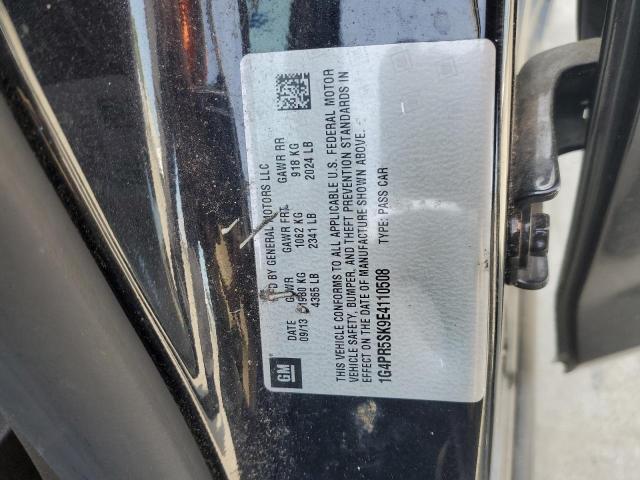 GM
MFD BY GENERAL MOTORS LLC
DATE GVWR GAWR FRT GAWR RR
09/13 1980 KG 1062 KG 918 KG
4365 LB 2341 LB 2024 LB
THIS VEHICLE CONFORMS TO ALL APPLICABLE U.S. FEDERAL MOTOR
VEHICLE SAFETY, BUMPER, AND THEFT PREVENTION STANDARDS IN
EFFECT ON THE DATE OF MANUFACTURE SHOWN ABOVE.
1G4PR5SK9E4110508 TYPE: PASS CAR